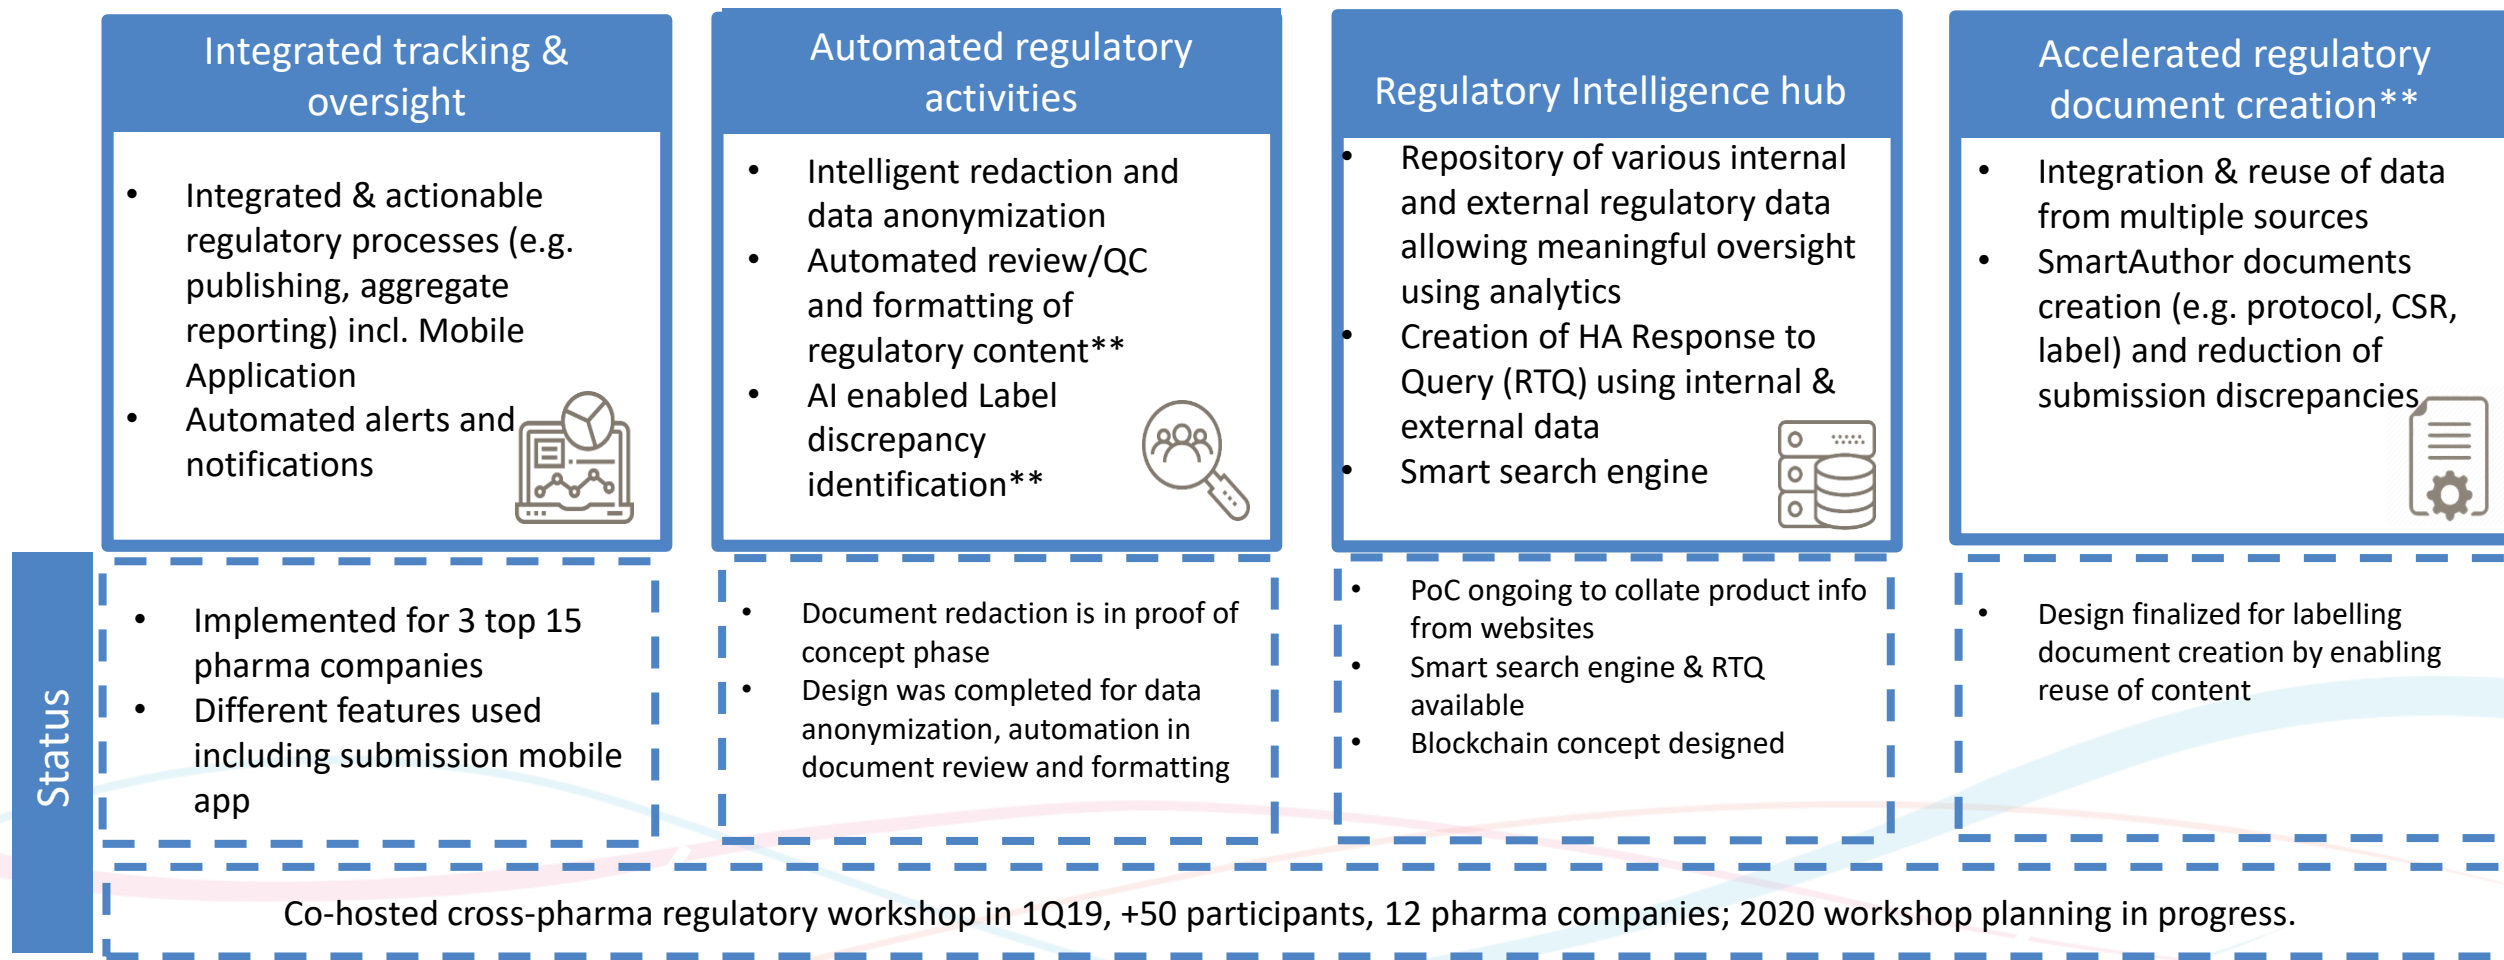 Integrated tracking &
oversight
• Integrated & actionable
regulatory processes (e.g.
publishing, aggregate
reporting) incl. Mobile
Application
• Automated alerts and
notifications
Automated regulatory
activities
• Intelligent redaction and
data anonymization
• Automated review/QC
and formatting of
regulatory content**
• AI enabled Label
discrepancy
identification**
Regulatory Intelligence hub
• Repository of various internal
and external regulatory data
allowing meaningful oversight
using analytics
• Creation of HA Response to
Query (RTQ) using internal &
external data
• Smart search engine
Accelerated regulatory
document creation**
• Integration & reuse of data
from multiple sources
• SmartAuthor documents
creation (e.g. protocol, CSR,
label) and reduction of
submission discrepancies
Status
• Implemented for 3 top 15
pharma companies
• Different features used
including submission mobile
app
• Document redaction is in proof of
concept phase
• Design was completed for data
anonymization, automation in
document review and formatting
• PoC ongoing to collate product info
from websites
• Smart search engine & RTQ
available
• Blockchain concept designed
• Design finalized for labelling
document creation by enabling
reuse of content
Co-hosted cross-pharma regulatory workshop in 1Q19, +50 participants, 12 pharma companies; 2020 workshop planning in progress.